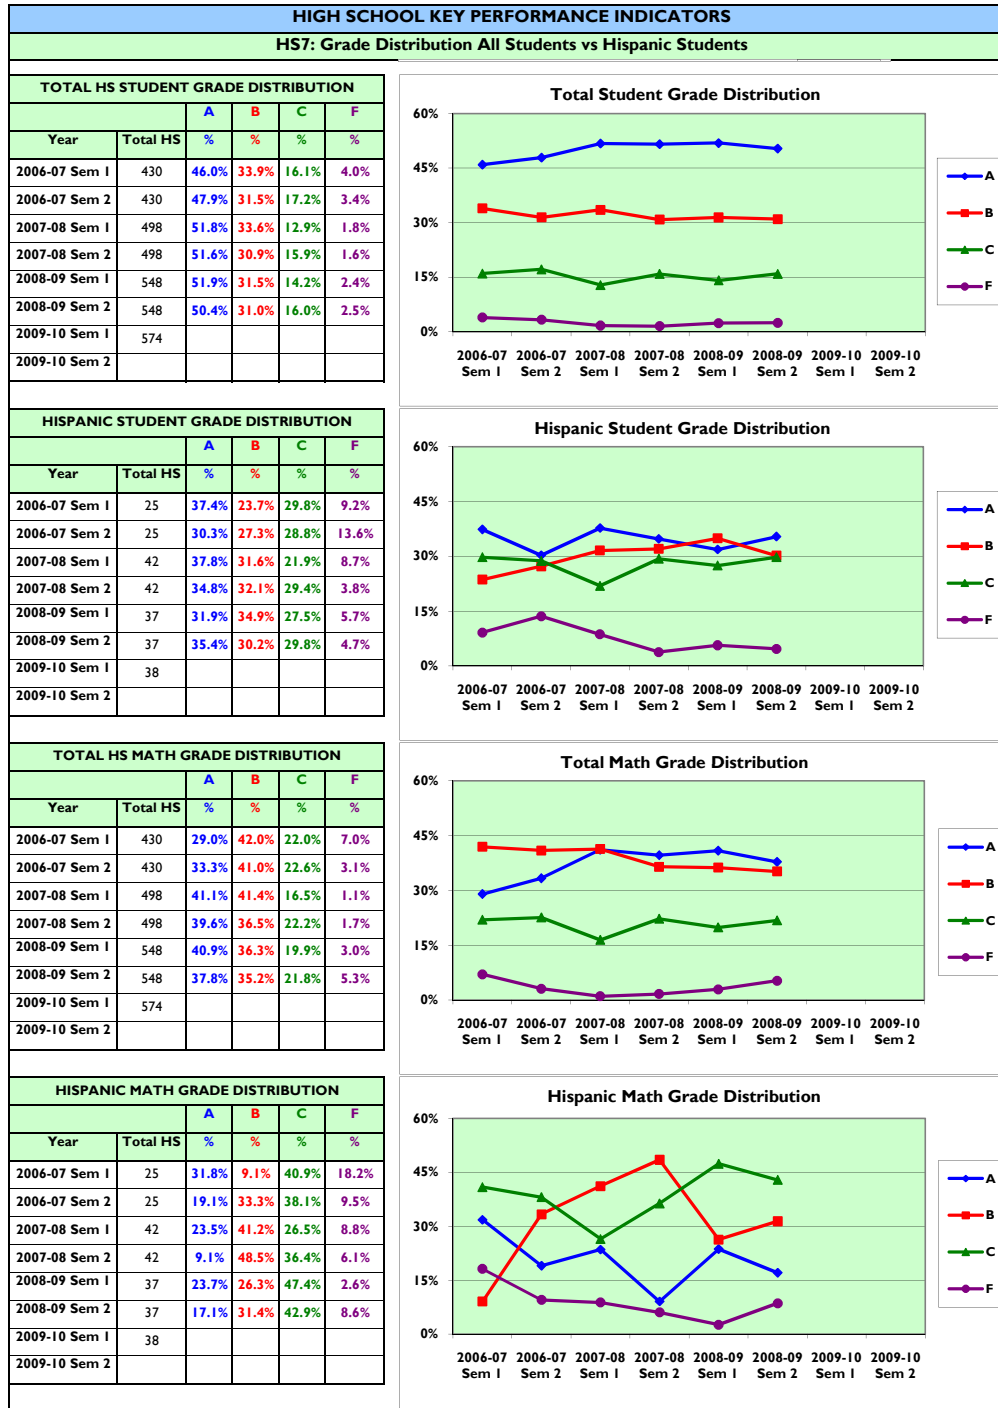 HIGH SCHOOL KEY PERFORMANCE INDICATORS
HS7: Grade Distribution All Students vs Hispanic Students
TOTAL HS STUDENT GRADE DISTRIBUTION
A B C F
Year Total HS % % % %
2006-07 Sem 1 430 46.0% 33.9% 16.1% 4.0%
2006-07 Sem 2 430 47.9% 31.5% 17.2% 3.4%
2007-08 Sem 1 498 51.8% 33.6% 12.9% 1.8%
2007-08 Sem 2 498 51.6% 30.9% 15.9% 1.6%
2008-09 Sem 1 548 51.9% 31.5% 14.2% 2.4%
2008-09 Sem 2 548 50.4% 31.0% 16.0% 2.5%
2009-10 Sem 1 574
2009-10 Sem 2
Total Student Grade Distribution
60%
45%
30%
15%
0%
2006-07 2006-07 2007-08 2007-08 2008-09 2008-09 2009-10 2009-10
Sem 1 Sem 2 Sem 1 Sem 2 Sem 1 Sem 2 Sem 1 Sem 2
A
B
C
F
HISPANIC STUDENT GRADE DISTRIBUTION
A B C F
Year Total HS % % % %
2006-07 Sem 1 25 37.4% 23.7% 29.8% 9.2%
2006-07 Sem 2 25 30.3% 27.3% 28.8% 13.6%
2007-08 Sem 1 42 37.8% 31.6% 21.9% 8.7%
2007-08 Sem 2 42 34.8% 32.1% 29.4% 3.8%
2008-09 Sem 1 37 31.9% 34.9% 27.5% 5.7%
2008-09 Sem 2 37 35.4% 30.2% 29.8% 4.7%
2009-10 Sem 1 38
2009-10 Sem 2
Hispanic Student Grade Distribution
60%
45%
30%
15%
0%
2006-07 2006-07 2007-08 2007-08 2008-09 2008-09 2009-10 2009-10
Sem 1 Sem 2 Sem 1 Sem 2 Sem 1 Sem 2 Sem 1 Sem 2
A
B
C
F
TOTAL HS MATH GRADE DISTRIBUTION
A B C F
Year Total HS % % % %
2006-07 Sem 1 430 29.0% 42.0% 22.0% 7.0%
2006-07 Sem 2 430 33.3% 41.0% 22.6% 3.1%
2007-08 Sem 1 498 41.1% 41.4% 16.5% 1.1%
2007-08 Sem 2 498 39.6% 36.5% 22.2% 1.7%
2008-09 Sem 1 548 40.9% 36.3% 19.9% 3.0%
2008-09 Sem 2 548 37.8% 35.2% 21.8% 5.3%
2009-10 Sem 1 574
2009-10 Sem 2
Total Math Grade Distribution
60%
45%
30%
15%
0%
2006-07 2006-07 2007-08 2007-08 2008-09 2008-09 2009-10 2009-10
Sem 1 Sem 2 Sem 1 Sem 2 Sem 1 Sem 2 Sem 1 Sem 2
A
B
C
F
HISPANIC MATH GRADE DISTRIBUTION
A B C F
Year Total HS % % % %
2006-07 Sem 1 25 31.8% 9.1% 40.9% 18.2%
2006-07 Sem 2 25 19.1% 33.3% 38.1% 9.5%
2007-08 Sem 1 42 23.5% 41.2% 26.5% 8.8%
2007-08 Sem 2 42 9.1% 48.5% 36.4% 6.1%
2008-09 Sem 1 37 23.7% 26.3% 47.4% 2.6%
2008-09 Sem 2 37 17.1% 31.4% 42.9% 8.6%
2009-10 Sem 1 38
2009-10 Sem 2
Hispanic Math Grade Distribution
60%
45%
30%
15%
0%
2006-07 2006-07 2007-08 2007-08 2008-09 2008-09 2009-10 2009-10
Sem 1 Sem 2 Sem 1 Sem 2 Sem 1 Sem 2 Sem 1 Sem 2
A
B
C
F